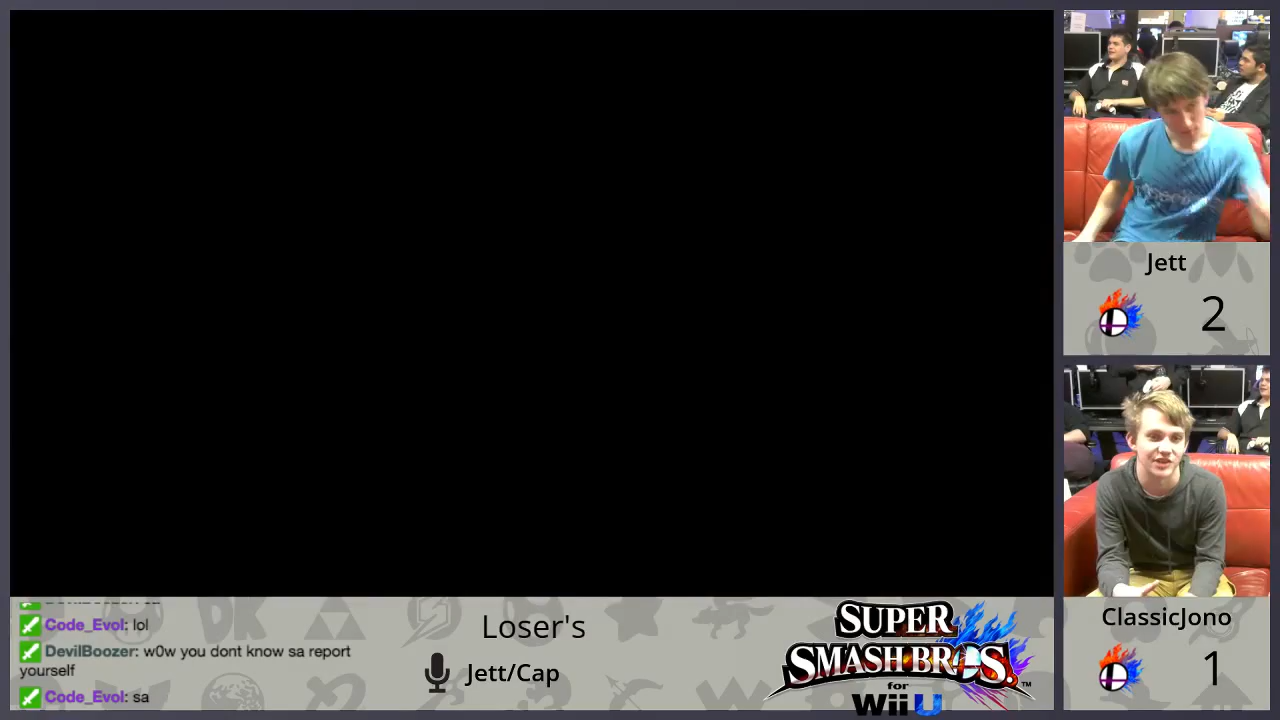 Jett
2
ClassicJono
1
Code_Evol: lol
DevilBoozer: w0w you dont know sa report
yourself
Code_Evol: sa
Loser's
Jett/Cap
SUPER
SMASH BROS.™
for
Wii U